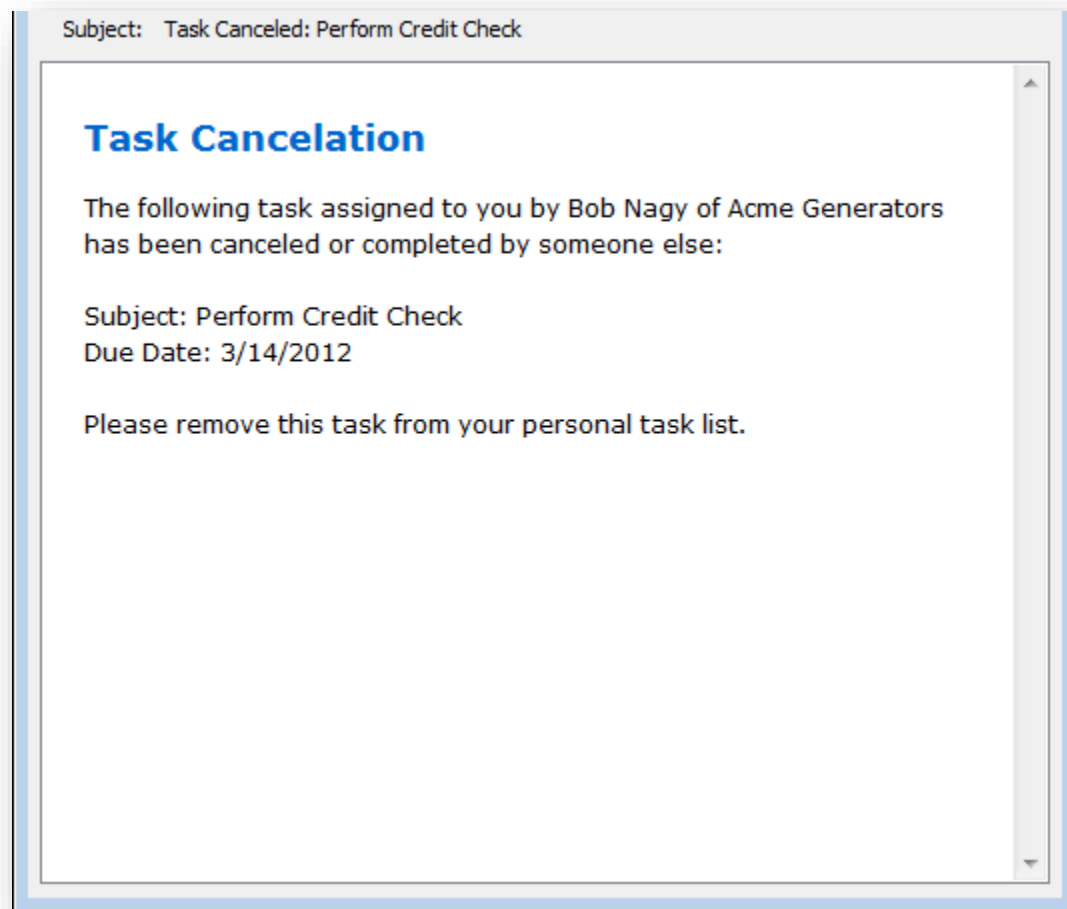 Subject: Task Canceled: Perform Credit Check
Task Cancelation
The following task assigned to you by Bob Nagy of Acme Generators
has been canceled or completed by someone else:
Subject: Perform Credit Check
Due Date: 3/14/2012
Please remove this task from your personal task list.